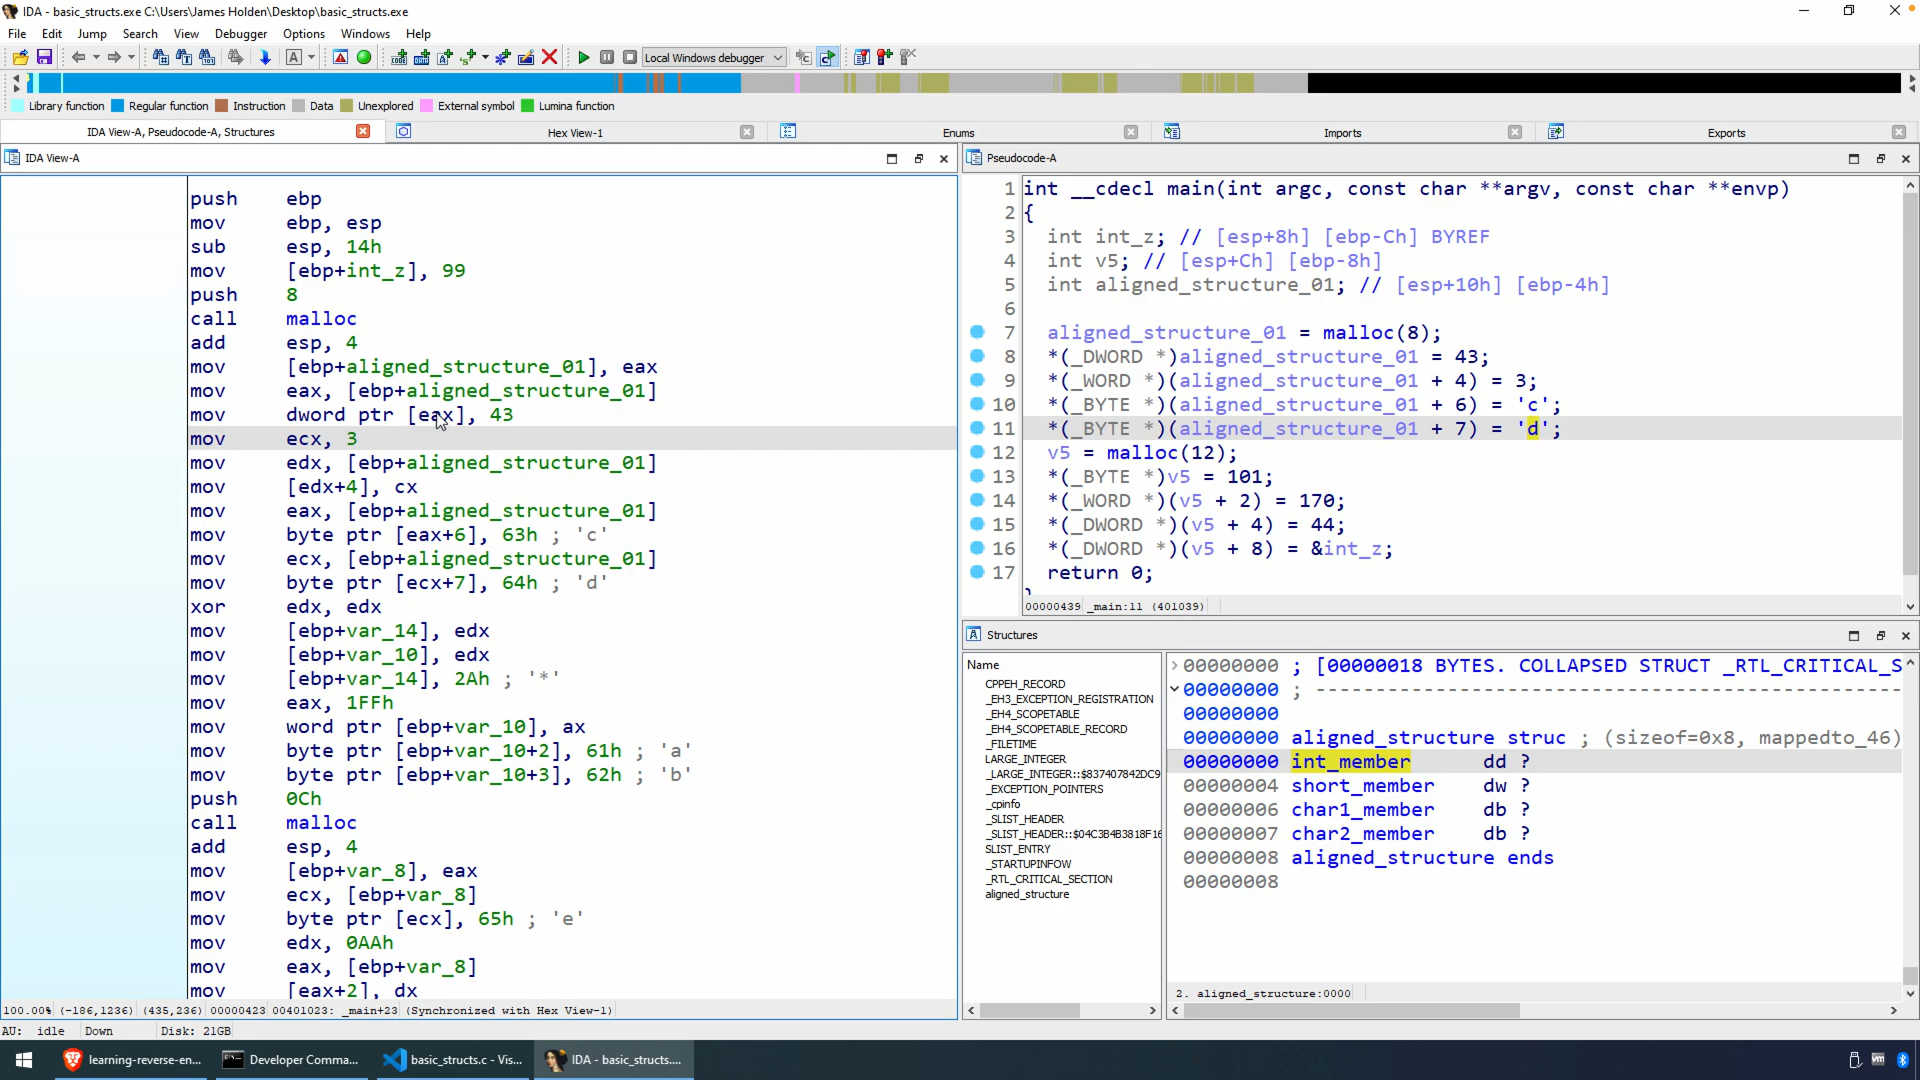 IDA - basic_structs.exe C:\Users\James Holden\Desktop\basic_structs.exe
File Edit Jump Search View Debugger Options Windows Help
Local Windows debugger
Library function Regular function Instruction Data Unexplored External symbol Lumina function
IDA View-A, Pseudocode-A, Structures Hex View-1 Enums Imports Exports
IDA View-A
push ebp
mov ebp, esp
sub esp, 14h
mov [ebp+int_z], 99
push 8
call malloc
add esp, 4
mov [ebp+aligned_structure_01], eax
mov eax, [ebp+aligned_structure_01]
mov dword ptr [eax], 43
mov ecx, 3
mov edx, [ebp+aligned_structure_01]
mov [edx+4], cx
mov eax, [ebp+aligned_structure_01]
mov byte ptr [eax+6], 63h ; 'c'
mov ecx, [ebp+aligned_structure_01]
mov byte ptr [ecx+7], 64h ; 'd'
xor edx, edx
mov [ebp+var_14], edx
mov [ebp+var_10], edx
mov [ebp+var_14], 2Ah ; '*'
mov eax, 1FFh
mov word ptr [ebp+var_10], ax
mov byte ptr [ebp+var_10+2], 61h ; 'a'
mov byte ptr [ebp+var_10+3], 62h ; 'b'
push 0Ch
call malloc
add esp, 4
mov [ebp+var_8], eax
mov ecx, [ebp+var_8]
mov byte ptr [ecx], 65h ; 'e'
mov edx, 0AAh
mov eax, [ebp+var_8]
mov [eax+2], dx
100.00% (-186,1236) (435,236) 00000423 00401023: _main+23 (Synchronized with Hex View-1)
Pseudocode-A
1 int __cdecl main(int argc, const char **argv, const char **envp)
2 {
3 int int_z; // [esp+8h] [ebp-Ch] BYREF
4 int v5; // [esp+Ch] [ebp-8h]
5 int aligned_structure_01; // [esp+10h] [ebp-4h]
6
7 aligned_structure_01 = malloc(8);
8 *(_DWORD *)aligned_structure_01 = 43;
9 *(_WORD *)(aligned_structure_01 + 4) = 3;
10 *(_BYTE *)(aligned_structure_01 + 6) = 'c';
11 *(_BYTE *)(aligned_structure_01 + 7) = 'd';
12 v5 = malloc(12);
13 *(_BYTE *)v5 = 101;
14 *(_WORD *)(v5 + 2) = 170;
15 *(_DWORD *)(v5 + 4) = 44;
16 *(_DWORD *)(v5 + 8) = &int_z;
17 return 0;
}
00000439 _main:11 (401039)
Structures
Name
CPPEH_RECORD
_EH3_EXCEPTION_REGISTRATION
_EH4_SCOPETABLE
_EH4_SCOPETABLE_RECORD
_FILETIME
LARGE_INTEGER
_LARGE_INTEGER::$837407842DC9
_EXCEPTION_POINTERS
_cpinfo
_SLIST_HEADER
_SLIST_HEADER::$04C3B4B3818F16
SLIST_ENTRY
_STARTUPINFOW
_RTL_CRITICAL_SECTION
aligned_structure
00000000 ; [00000018 BYTES. COLLAPSED STRUCT _RTL_CRITICAL_S
00000000 ; ---------------------------------------------------
00000000
00000000 aligned_structure struc ; (sizeof=0x8, mappedto_46)
00000000 int_member dd ?
00000004 short_member dw ?
00000006 char1_member db ?
00000007 char2_member db ?
00000008 aligned_structure ends
00000008
2. aligned_structure:0000
AU: idle Down Disk: 21GB
learning-reverse-en... Developer Comma... basic_structs.c - Vis... IDA - basic_structs....